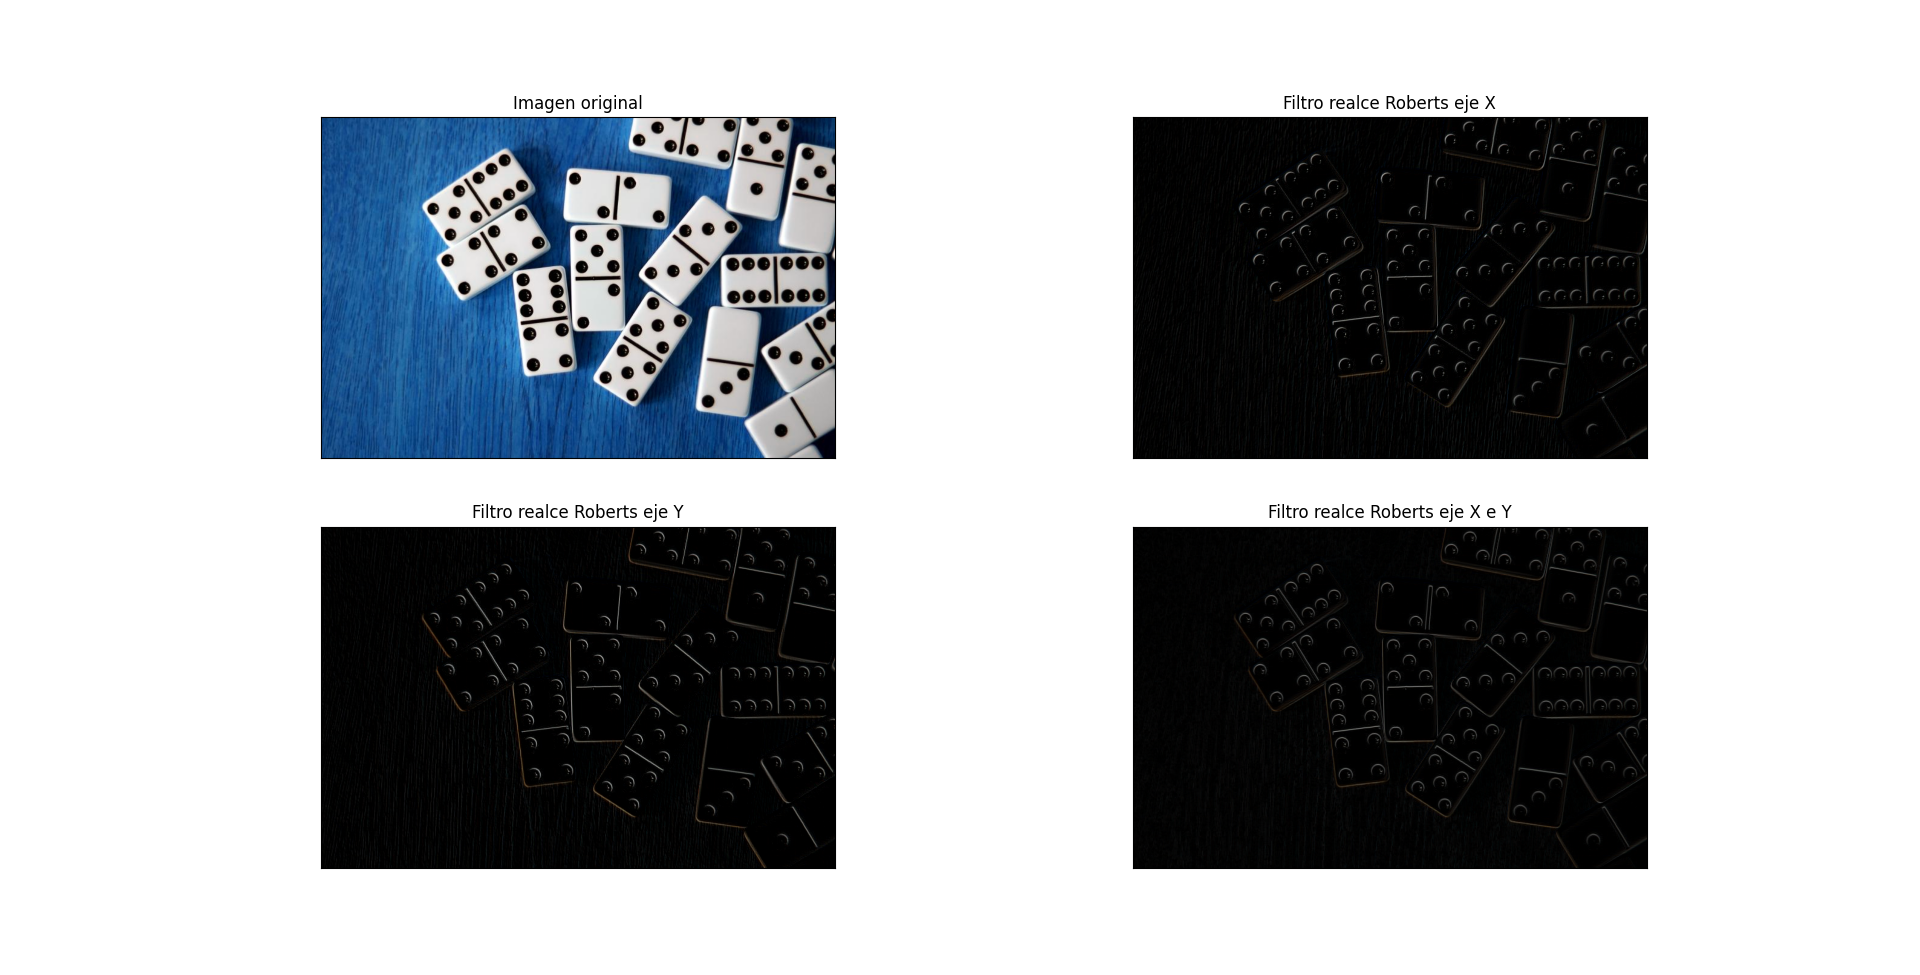 Imagen original
Filtro realce Roberts eje X
Filtro realce Roberts eje Y
Filtro realce Roberts eje X e Y